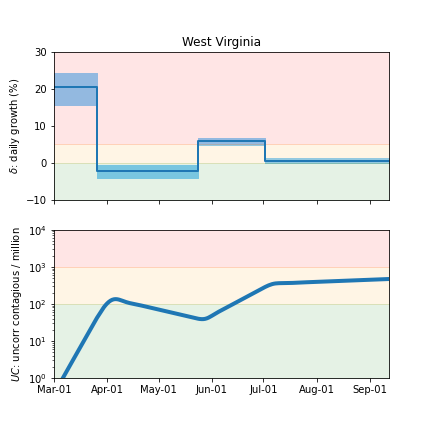 West Virginia
δ: daily growth (%)
30
20
10
0
−10
UC: uncorr contagious / million
10⁴
10³
10²
10¹
10⁰
Mar-01 Apr-01 May-01 Jun-01 Jul-01 Aug-01 Sep-01